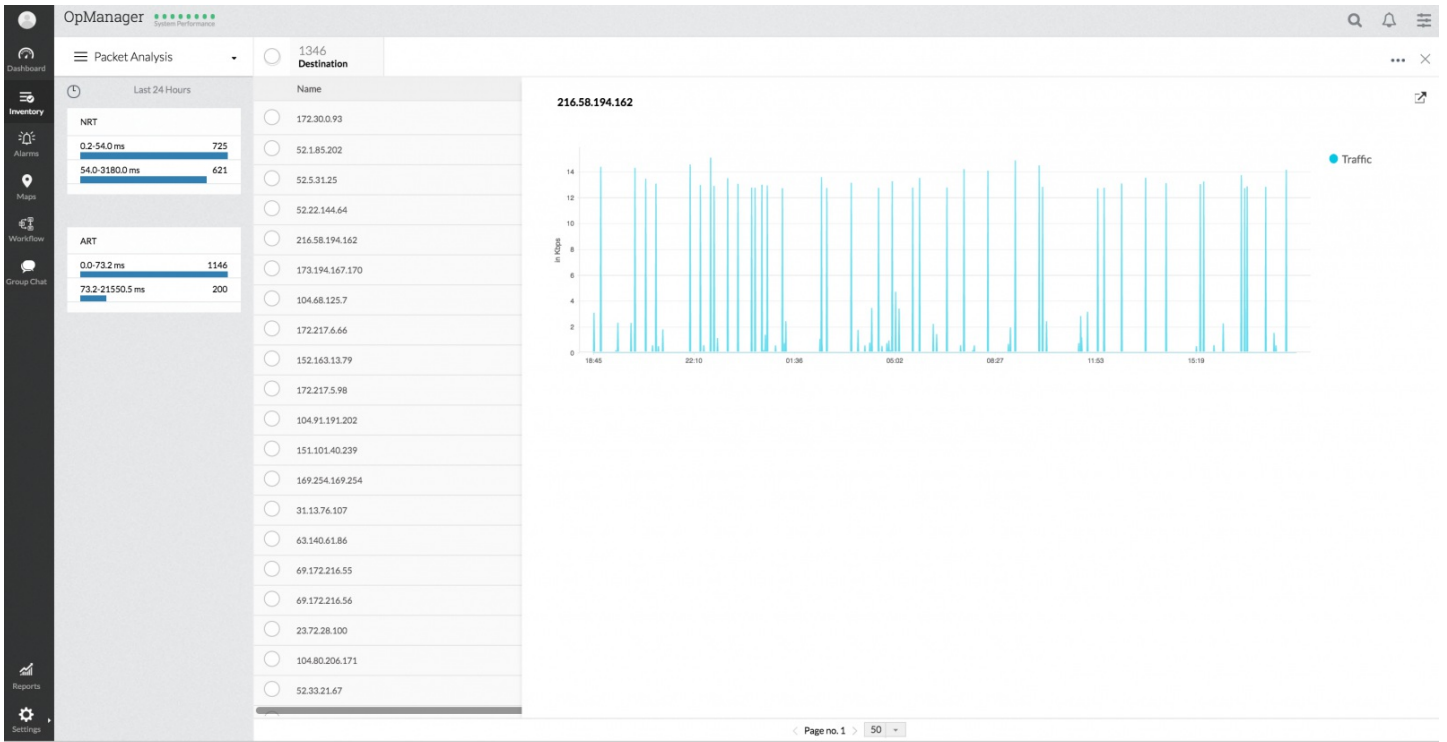 OpManager
System Performance
Dashboard
Inventory
Alarms
Maps
Workflow
Group Chat
Reports
Settings
Packet Analysis
Last 24 Hours
NRT
0.2-54.0 ms 725
54.0-3180.0 ms 621
ART
0.0-73.2 ms 1146
73.2-21550.5 ms 200
1346
Destination
Name
172.30.0.93
52.1.85.202
52.5.31.25
52.22.144.64
216.58.194.162
173.194.167.170
104.68.125.7
172.217.6.66
152.163.13.79
172.217.5.98
104.91.191.202
151.101.40.239
169.254.169.254
31.13.76.107
63.140.61.86
69.172.216.55
69.172.216.56
23.72.28.100
104.80.206.171
52.33.21.67
216.58.194.162
Traffic
in Kbps
14
12
10
8
6
4
2
0
18:45 22:10 01:36 05:02 08:27 11:53 15:19
Page no. 1 50